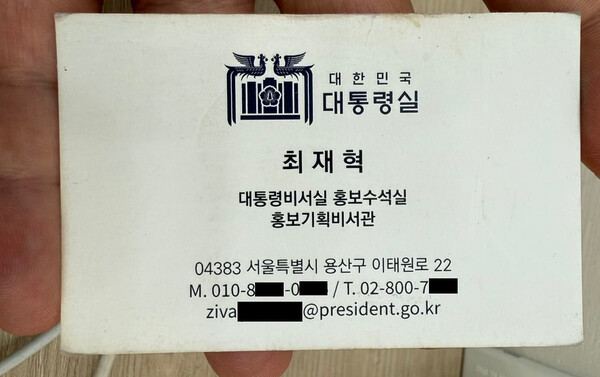 대한민국
대통령실
최재혁
대통령비서실 홍보수석실
홍보기획비서관
04383 서울특별시 용산구 이태원로 22
M. 010-8 -0 / T. 02-800-7
ziva @president.go.kr